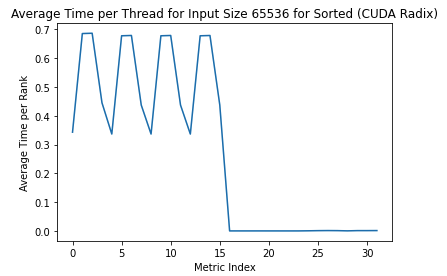 Average Time per Thread for Input Size 65536 for Sorted (CUDA Radix)
0.7
0.6
0.5
0.4
0.3
0.2
0.1
0.0
Average Time per Rank
0 5 10 15 20 25 30
Metric Index